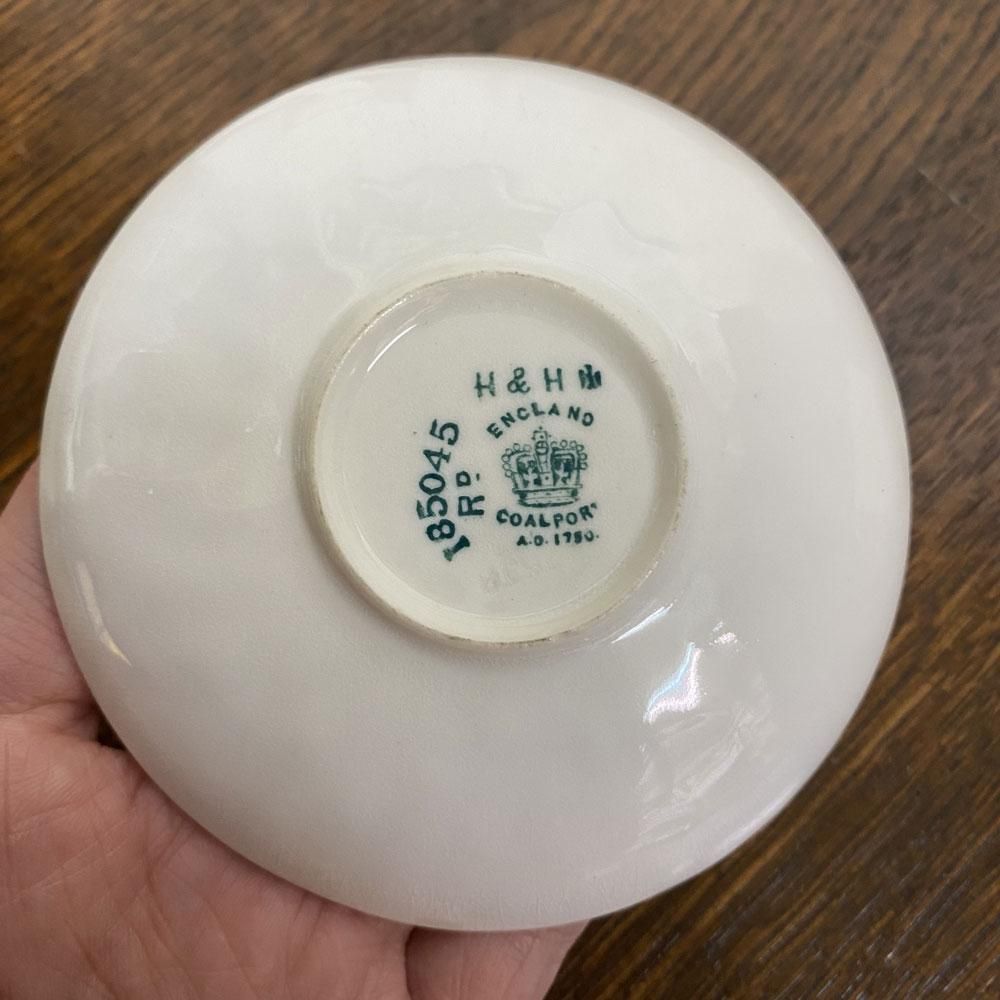 H & H
ENGLAND
COALPORT
A.D. 1750.
Rᴰ.
185045